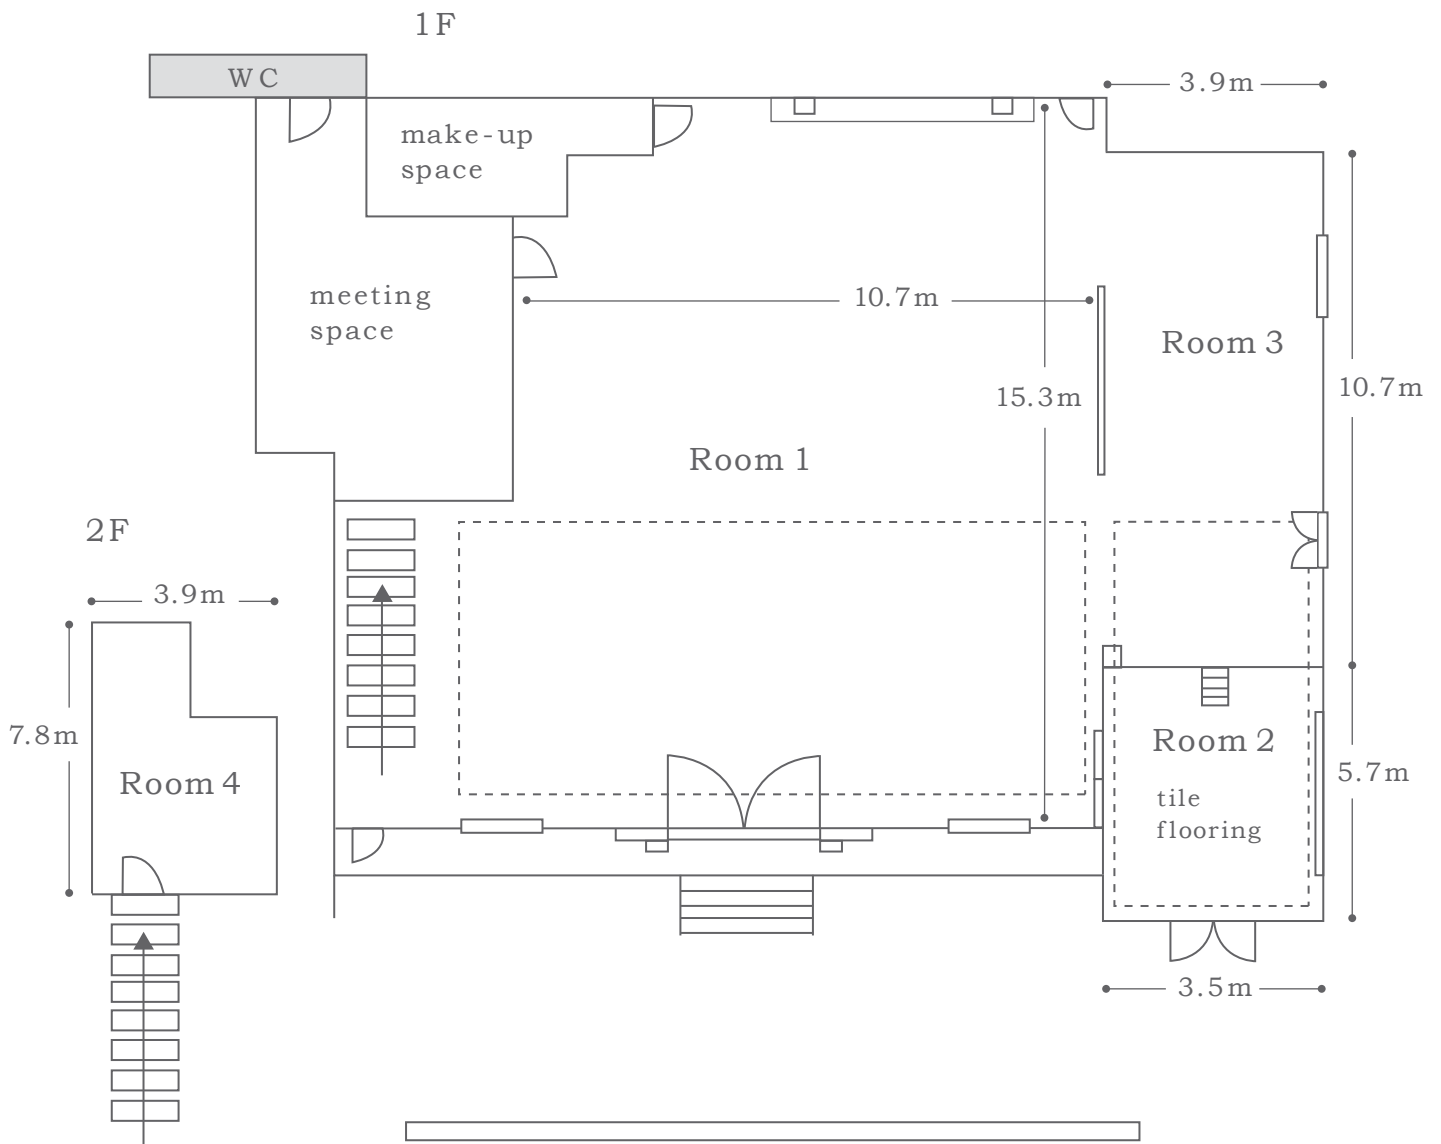 1F
WC
3.9m
make-up
space
meeting
space
10.7m
Room 3
15.3m
10.7m
Room 1
2F
3.9m
7.8m
Room 4
Room 2
5.7m
tile
flooring
3.5m